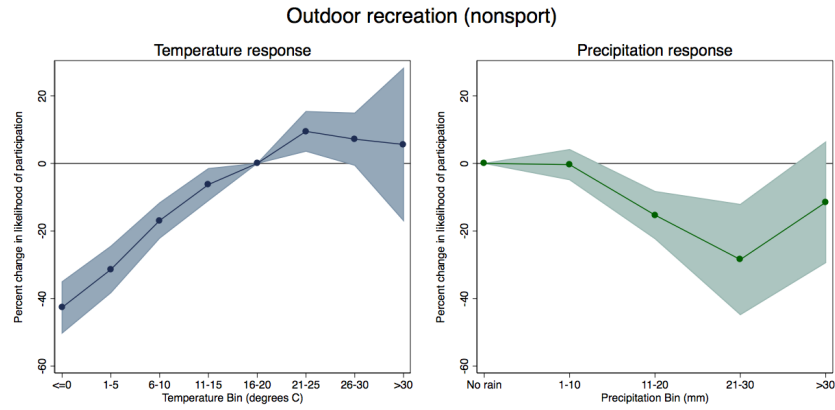 Outdoor recreation (nonsport)
Temperature response
Percent change in likelihood of participation
20
0
-20
-40
-60
<=0 1-5 6-10 11-15 16-20 21-25 26-30 >30
Temperature Bin (degrees C)
Precipitation response
Percent change in likelihood of participation
20
0
-20
-40
-60
No rain 1-10 11-20 21-30 >30
Precipitation Bin (mm)